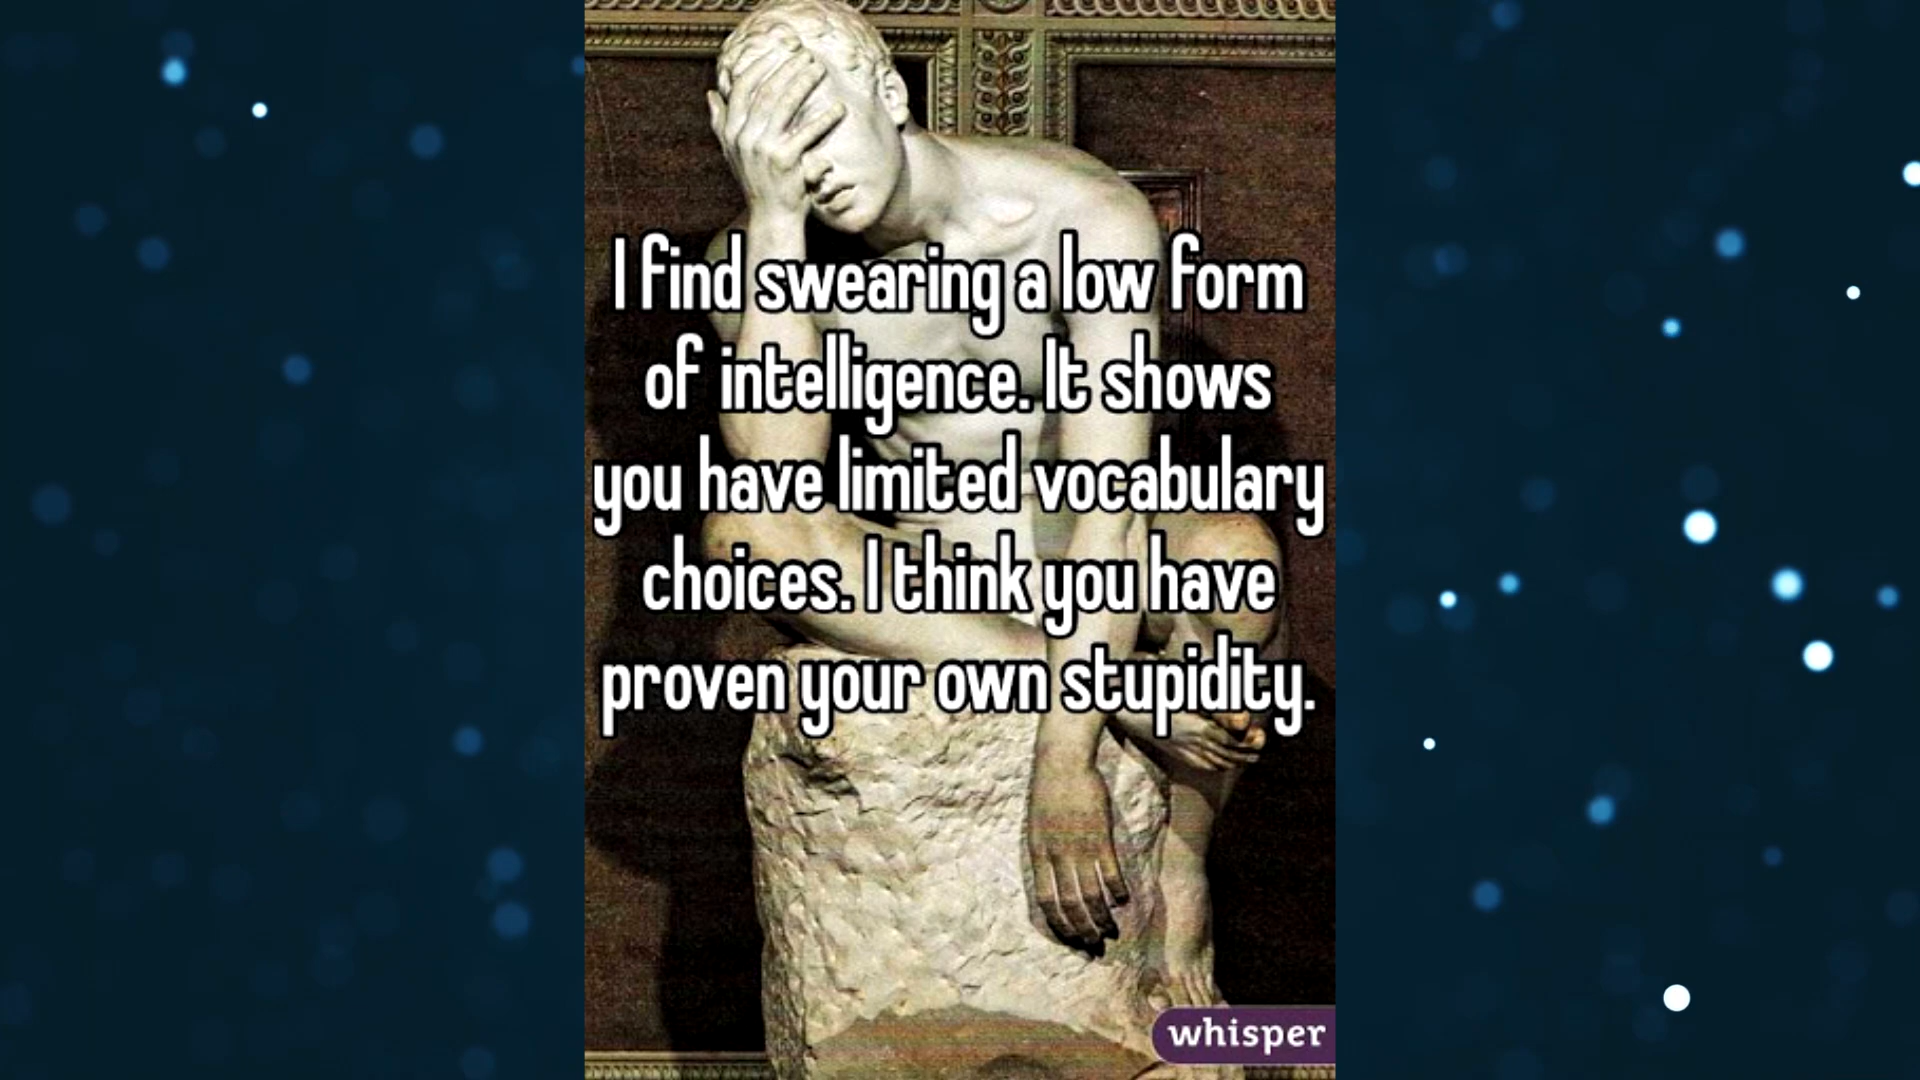 I find swearing a low form
of intelligence. It shows
you have limited vocabulary
choices. I think you have
proven your own stupidity.
whisper